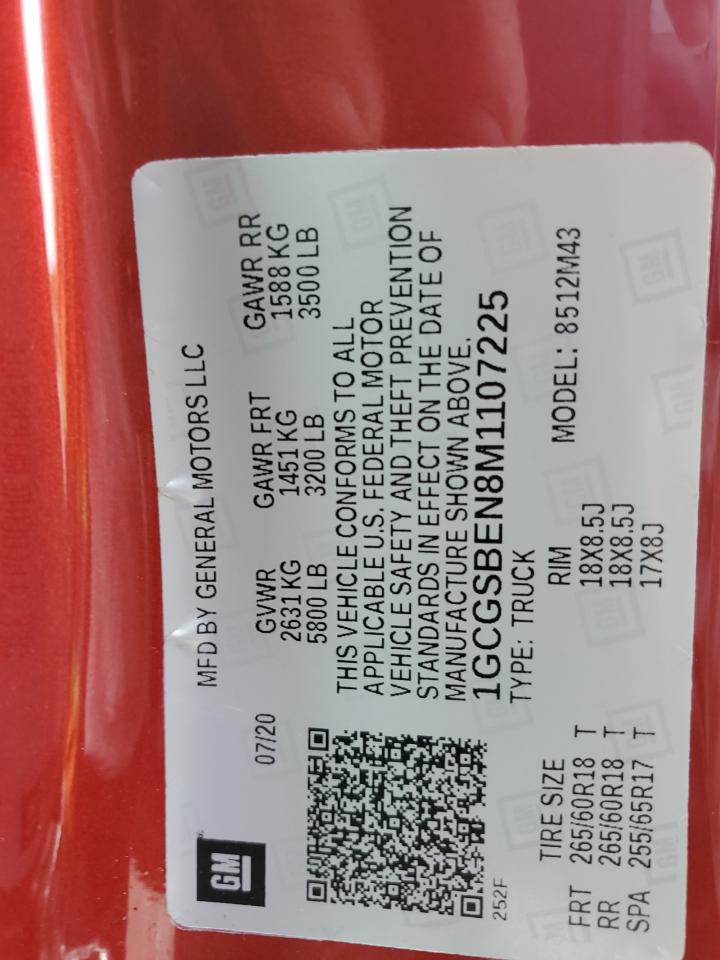 GM
MFD BY GENERAL MOTORS LLC
07/20
GVWR GAWR FRT GAWR RR
2631 KG 1451 KG 1588 KG
5800 LB 3200 LB 3500 LB
THIS VEHICLE CONFORMS TO ALL
APPLICABLE U.S. FEDERAL MOTOR
VEHICLE SAFETY AND THEFT PREVENTION
STANDARDS IN EFFECT ON THE DATE OF
MANUFACTURE SHOWN ABOVE.
1GCGSBEN8M1107225
252F TYPE: TRUCK
TIRE SIZE RIM MODEL: 8512M43
FRT 265/60R18 T 18X8.5J
RR 265/60R18 T 18X8.5J
SPA 255/65R17 T 17X8J